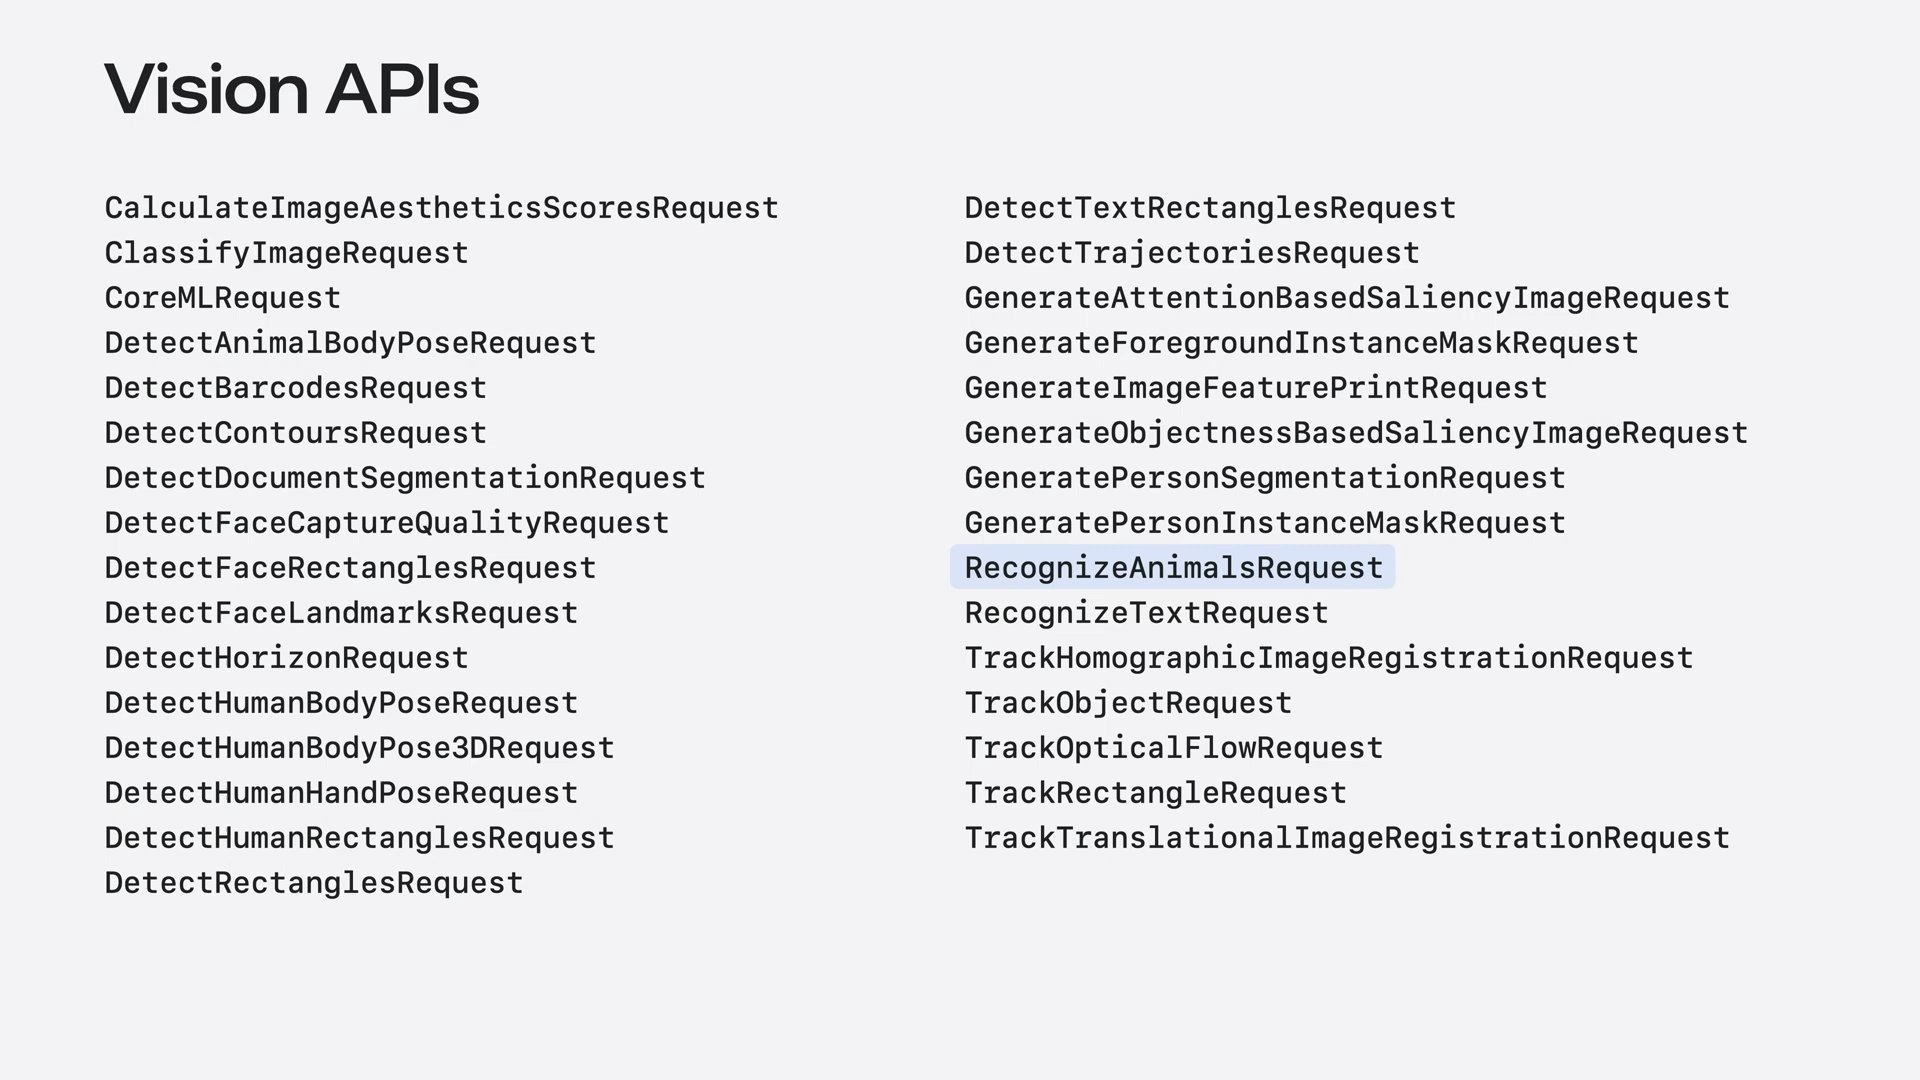 Vision APIs
CalculateImageAestheticsScoresRequest
ClassifyImageRequest
CoreMLRequest
DetectAnimalBodyPoseRequest
DetectBarcodesRequest
DetectContoursRequest
DetectDocumentSegmentationRequest
DetectFaceCaptureQualityRequest
DetectFaceRectanglesRequest
DetectFaceLandmarksRequest
DetectHorizonRequest
DetectHumanBodyPoseRequest
DetectHumanBodyPose3DRequest
DetectHumanHandPoseRequest
DetectHumanRectanglesRequest
DetectRectanglesRequest
DetectTextRectanglesRequest
DetectTrajectoriesRequest
GenerateAttentionBasedSaliencyImageRequest
GenerateForegroundInstanceMaskRequest
GenerateImageFeaturePrintRequest
GenerateObjectnessBasedSaliencyImageRequest
GeneratePersonSegmentationRequest
GeneratePersonInstanceMaskRequest
RecognizeAnimalsRequest
RecognizeTextRequest
TrackHomographicImageRegistrationRequest
TrackObjectRequest
TrackOpticalFlowRequest
TrackRectangleRequest
TrackTranslationalImageRegistrationRequest